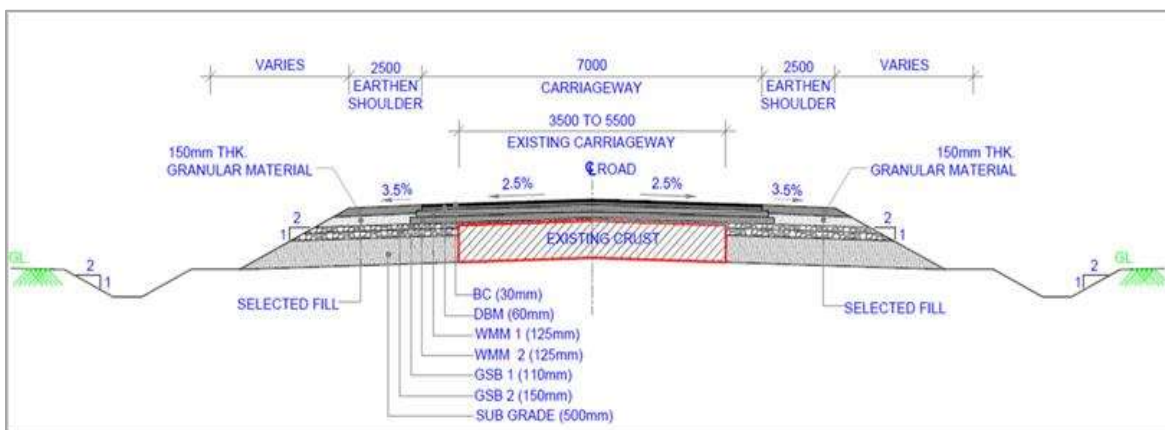 VARIES
2500
7000
2500
VARIES
EARTHEN
SHOULDER
CARRIAGEWAY
EARTHEN
SHOULDER
3500 TO 5500
EXISTING CARRIAGEWAY
150mm THK.
GRANULAR MATERIAL
℄ ROAD
150mm THK.
GRANULAR MATERIAL
3.5%
2.5%
2.5%
3.5%
2
1
2
1
EXISTING CRUST
GL
2
1
2
1
GL
SELECTED FILL
SELECTED FILL
BC (30mm)
DBM (60mm)
WMM 1 (125mm)
WMM 2 (125mm)
GSB 1 (110mm)
GSB 2 (150mm)
SUB GRADE (500mm)